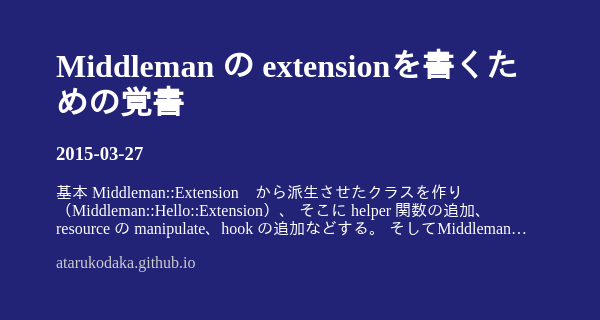 Middleman の extensionを書くた
めの覚書
2015-03-27
基本 Middleman::Extension　から派生させたクラスを作り
（Middleman::Hello::Extension）、 そこに helper 関数の追加、
resource の manipulate、hook の追加などする。 そしてMiddleman…
atarukodaka.github.io